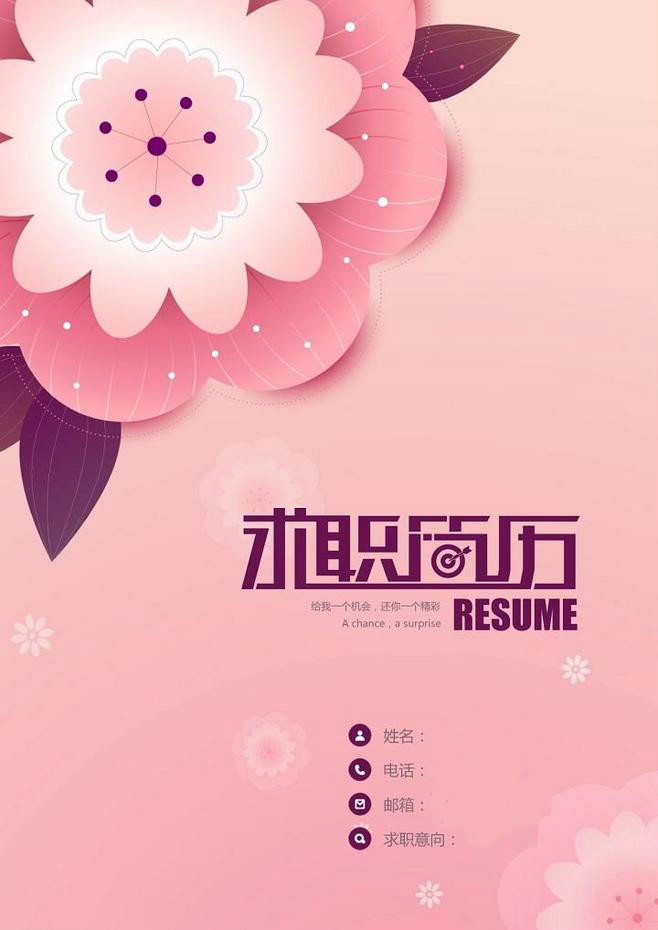 求职简历
给我一个机会，还你一个精彩
A chance，a surprise
RESUME
姓名：
电话：
邮箱：
求职意向：